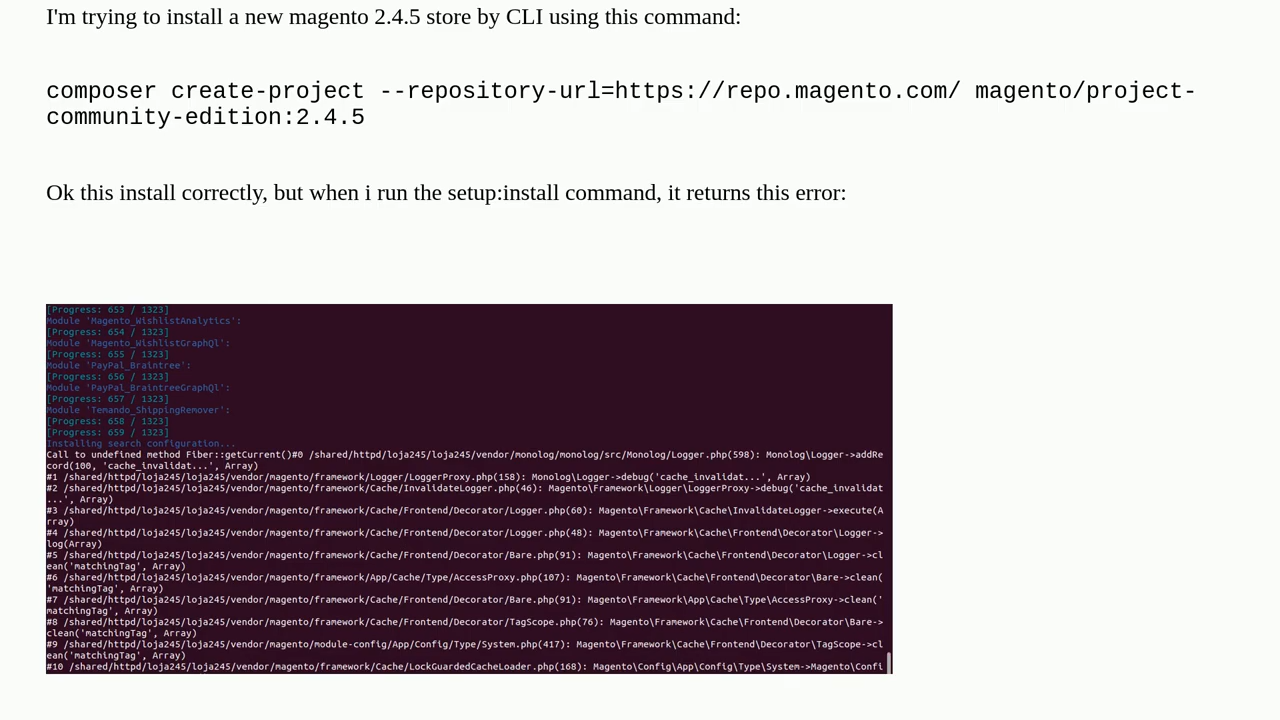 I'm trying to install a new magento 2.4.5 store by CLI using this command:
composer create-project --repository-url=https://repo.magento.com/ magento/project-
community-edition:2.4.5
Ok this install correctly, but when i run the setup:install command, it returns this error:
[Progress: 653 / 1323]
Module 'Magento_WishlistAnalytics':
[Progress: 654 / 1323]
Module 'Magento_WishlistGraphQl':
[Progress: 655 / 1323]
Module 'PayPal_Braintree':
[Progress: 656 / 1323]
Module 'PayPal_BraintreeGraphQl':
[Progress: 657 / 1323]
Module 'Temando_ShippingRemover':
[Progress: 658 / 1323]
[Progress: 659 / 1323]
Installing search configuration...
Call to undefined method Fiber::getCurrent()#0 /shared/httpd/loja245/loja245/vendor/monolog/monolog/src/Monolog/Logger.php(598): Monolog\Logger->addRe
cord(100, 'cache_invalidat...', Array)
#1 /shared/httpd/loja245/loja245/vendor/magento/framework/Logger/LoggerProxy.php(158): Monolog\Logger->debug('cache_invalidat...', Array)
#2 /shared/httpd/loja245/loja245/vendor/magento/framework/Cache/InvalidateLogger.php(46): Magento\Framework\Logger\LoggerProxy->debug('cache_invalidat
...', Array)
#3 /shared/httpd/loja245/loja245/vendor/magento/framework/Cache/Frontend/Decorator/Logger.php(60): Magento\Framework\Cache\InvalidateLogger->execute(A
rray)
#4 /shared/httpd/loja245/loja245/vendor/magento/framework/Cache/Frontend/Decorator/Logger.php(48): Magento\Framework\Cache\Frontend\Decorator\Logger->
log(Array)
#5 /shared/httpd/loja245/loja245/vendor/magento/framework/Cache/Frontend/Decorator/Bare.php(91): Magento\Framework\Cache\Frontend\Decorator\Logger->cl
ean('matchingTag', Array)
#6 /shared/httpd/loja245/loja245/vendor/magento/framework/App/Cache/Type/AccessProxy.php(107): Magento\Framework\Cache\Frontend\Decorator\Bare->clean(
'matchingTag', Array)
#7 /shared/httpd/loja245/loja245/vendor/magento/framework/Cache/Frontend/Decorator/Bare.php(91): Magento\Framework\App\Cache\Type\AccessProxy->clean('
matchingTag', Array)
#8 /shared/httpd/loja245/loja245/vendor/magento/framework/Cache/Frontend/Decorator/TagScope.php(76): Magento\Framework\Cache\Frontend\Decorator\Bare->
clean('matchingTag', Array)
#9 /shared/httpd/loja245/loja245/vendor/magento/module-config/App/Config/Type/System.php(417): Magento\Framework\Cache\Frontend\Decorator\TagScope->cl
ean('matchingTag', Array)
#10 /shared/httpd/loja245/loja245/vendor/magento/framework/Cache/LockGuardedCacheLoader.php(168): Magento\Config\App\Config\Type\System->Magento\Confi